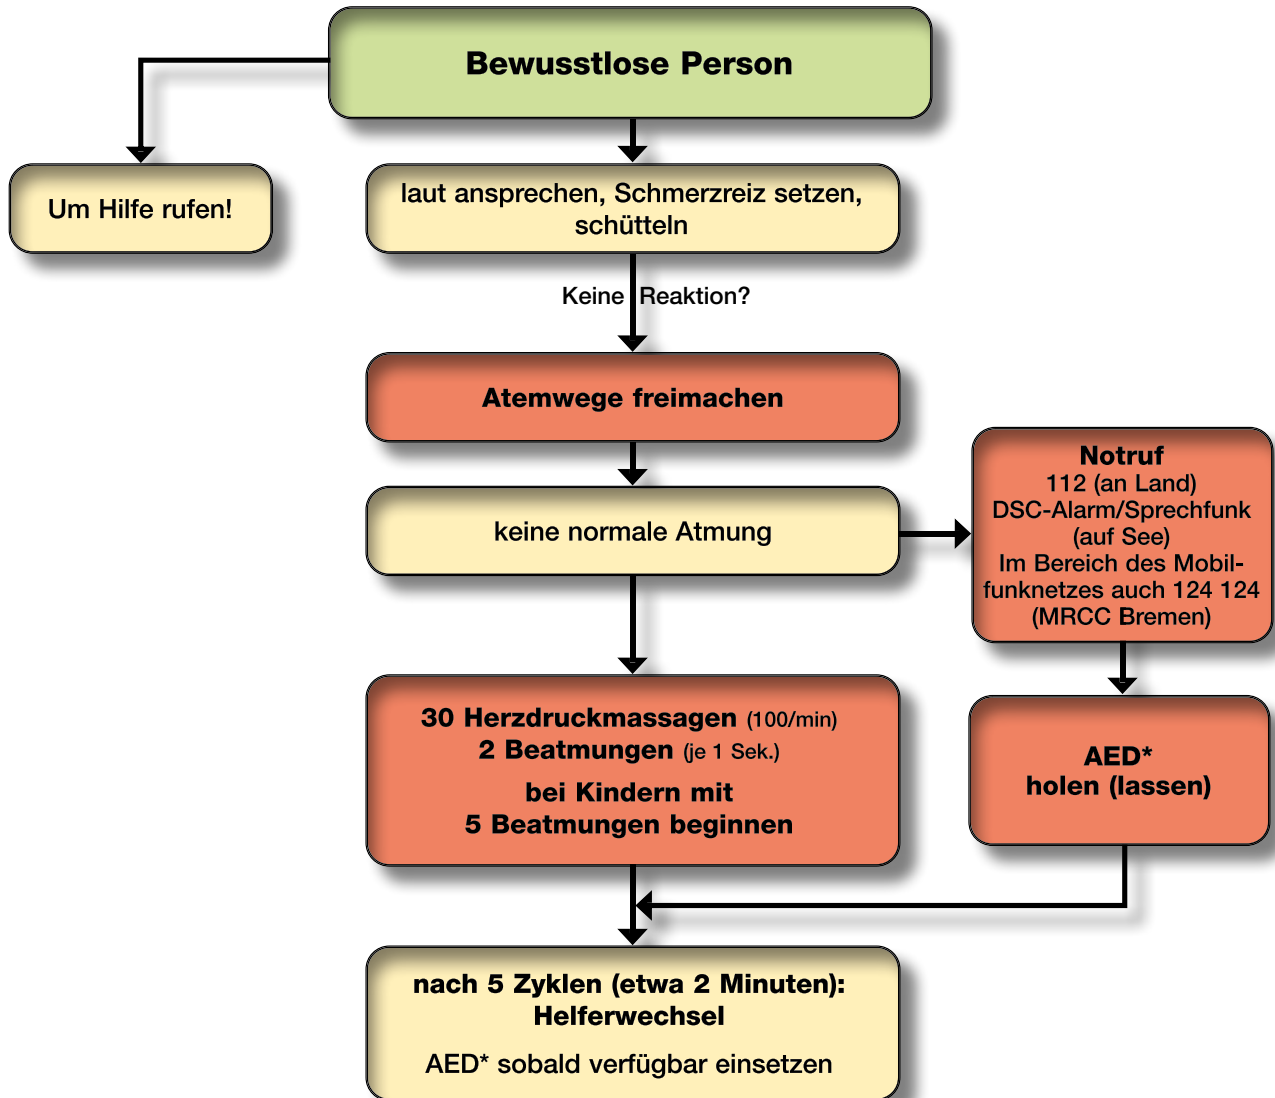 Bewusstlose Person
Um Hilfe rufen!
laut ansprechen, Schmerzreiz setzen,
schütteln
Keine Reaktion?
Atemwege freimachen
keine normale Atmung
Notruf
112 (an Land)
DSC-Alarm/Sprechfunk
(auf See)
Im Bereich des Mobil-
funknetzes auch 124 124
(MRCC Bremen)
30 Herzdruckmassagen (100/min)
2 Beatmungen (je 1 Sek.)
bei Kindern mit
5 Beatmungen beginnen
AED*
holen (lassen)
nach 5 Zyklen (etwa 2 Minuten):
Helferwechsel
AED* sobald verfügbar einsetzen